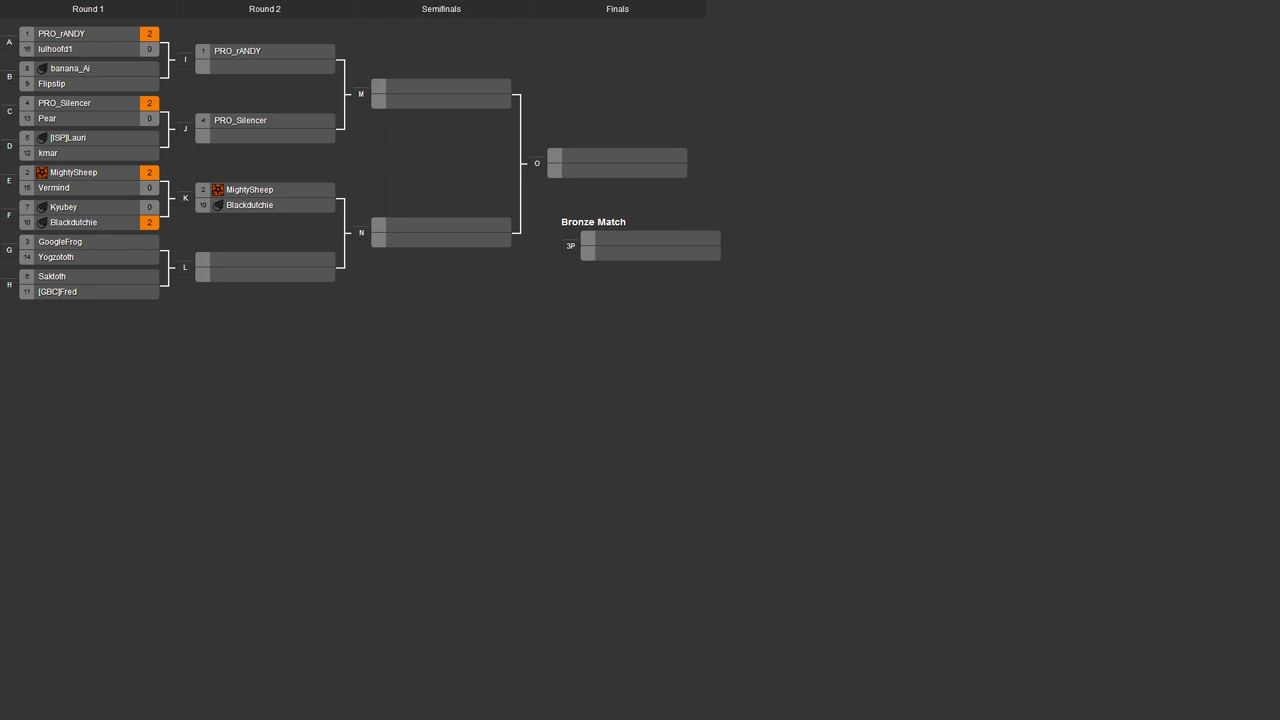 Round 1
Round 2
Semifinals
Finals
A
1 PRO_rANDY 2
16 lulhoofd1 0
B
8 banana_Ai
9 Flipstip
C
4 PRO_Silencer 2
13 Pear 0
D
5 [ISP]Lauri
12 kmar
E
2 MightySheep 2
15 Vermind 0
F
7 Kyubey 0
10 Blackdutchie 2
G
3 GoogleFrog
14 Yogzototh
H
6 Saktoth
11 [GBC]Fred
I
1 PRO_rANDY
J
4 PRO_Silencer
K
2 MightySheep
10 Blackdutchie
L
M
N
O
Bronze Match
3P